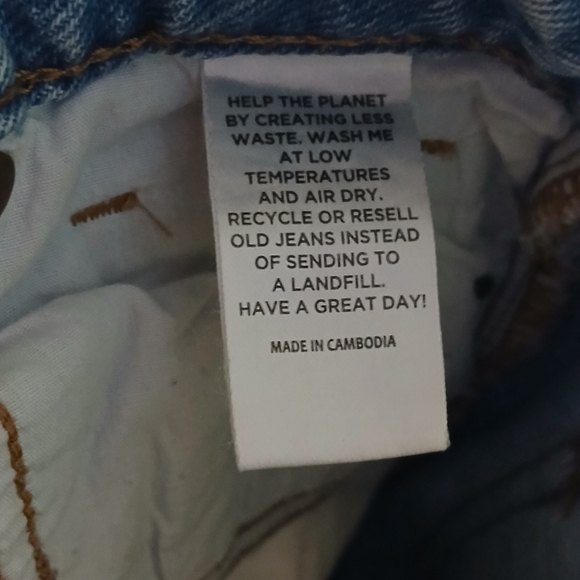 HELP THE PLANET
BY CREATING LESS
WASTE. WASH ME
AT LOW
TEMPERATURES
AND AIR DRY.
RECYCLE OR RESELL
OLD JEANS INSTEAD
OF SENDING TO
A LANDFILL.
HAVE A GREAT DAY!
MADE IN CAMBODIA